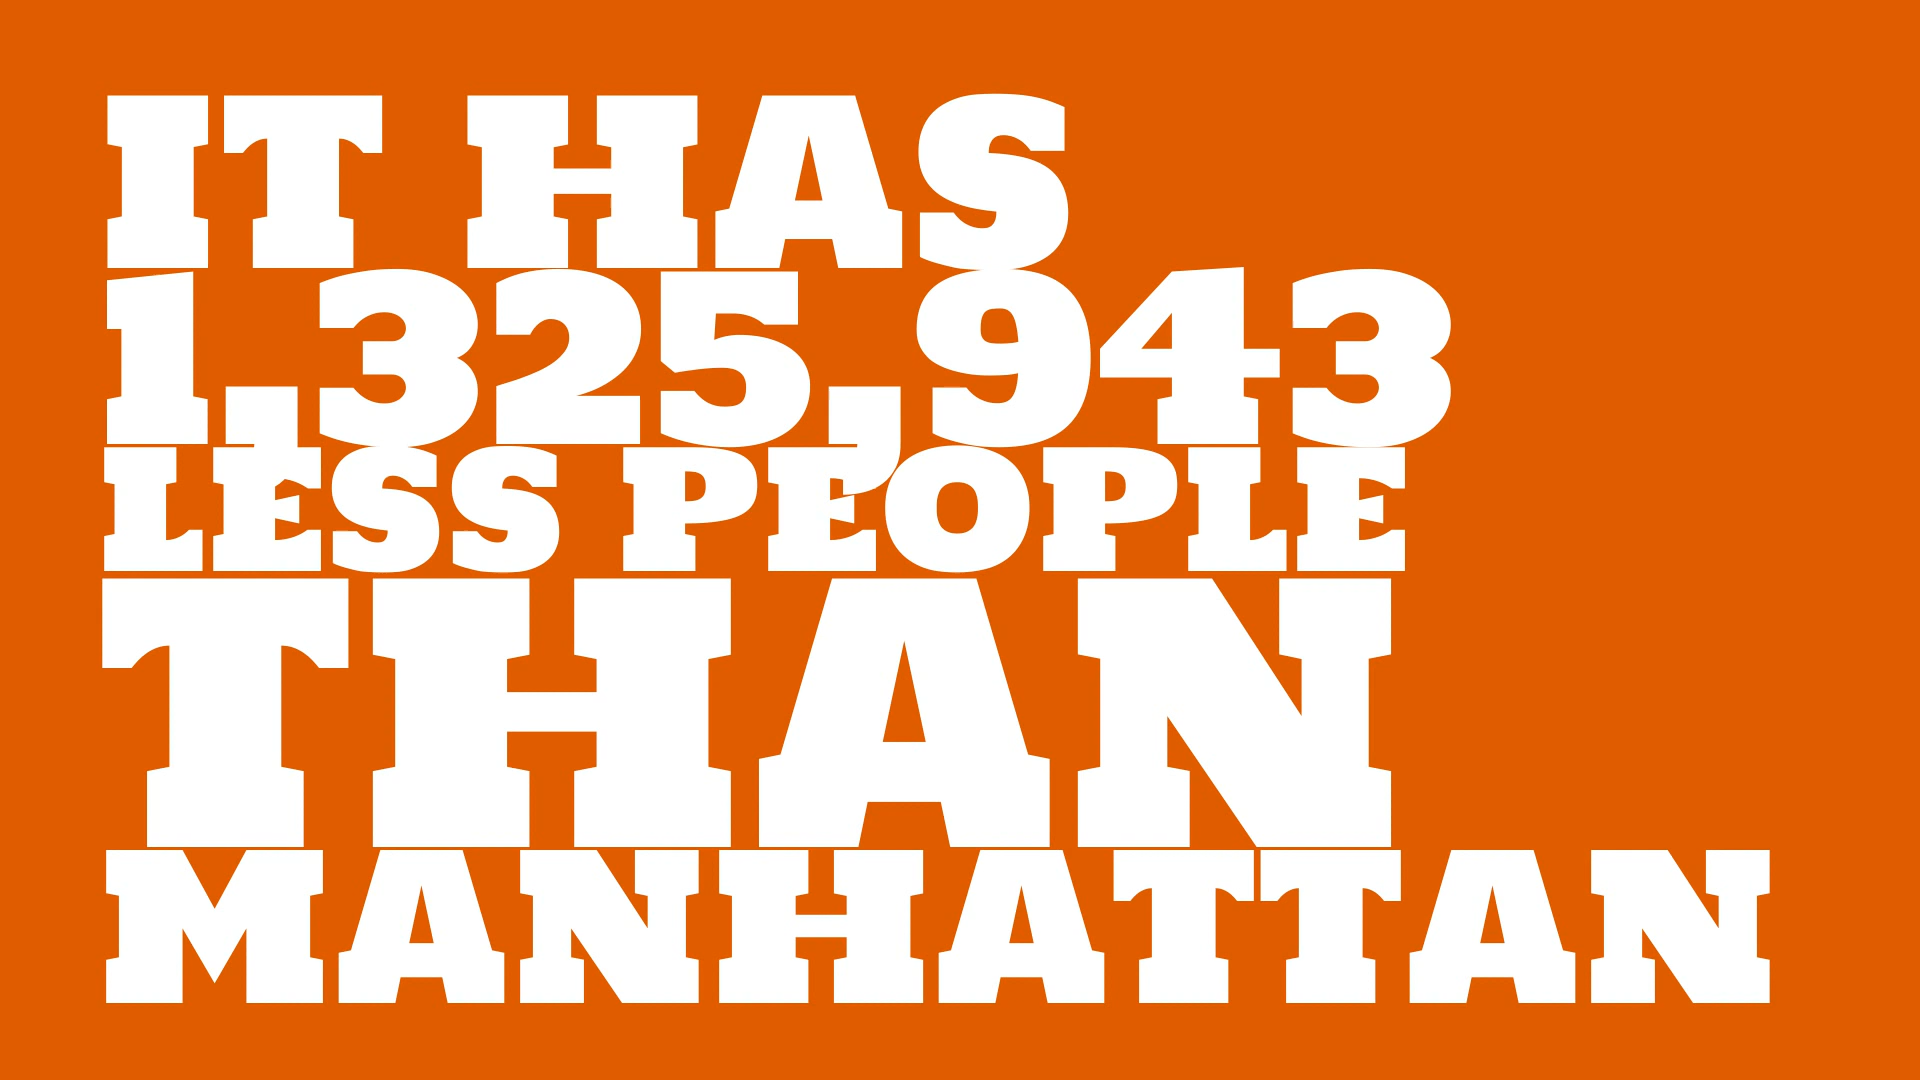 IT HAS
1,325,943
LESS PEOPLE
THAN
MANHATTAN